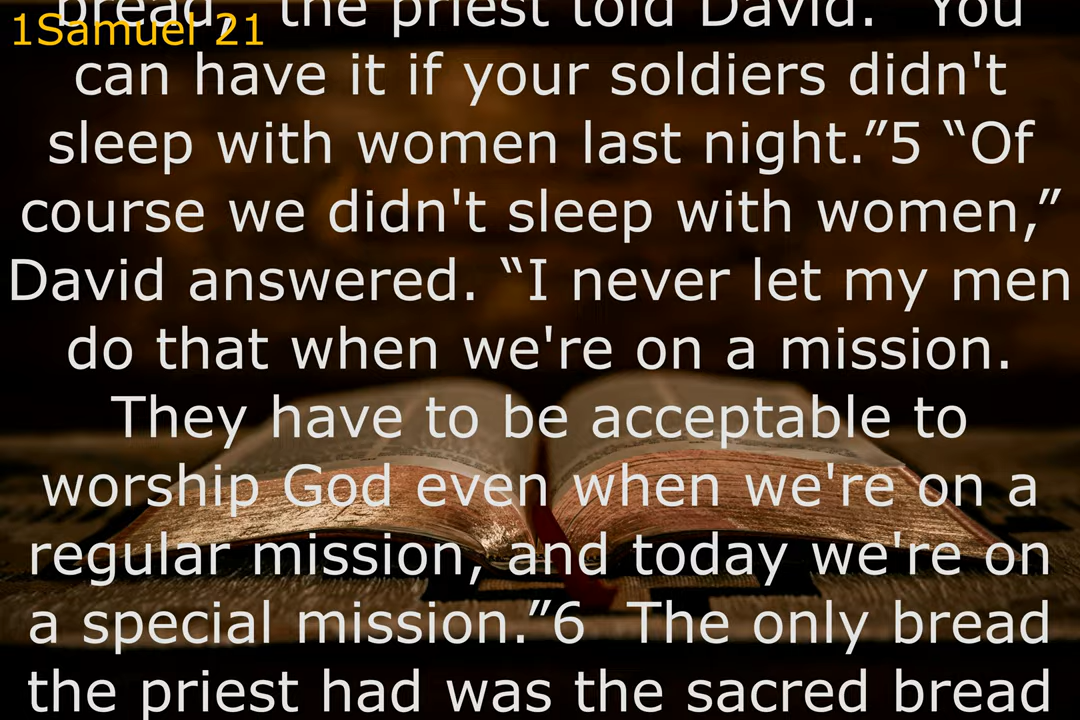 bread,” the priest told David. “You
1Samuel 21
can have it if your soldiers didn't
sleep with women last night.”5 “Of
course we didn't sleep with women,”
David answered. “I never let my men
do that when we're on a mission.
They have to be acceptable to
worship God even when we're on a
regular mission, and today we're on
a special mission.”6  The only bread
the priest had was the sacred bread